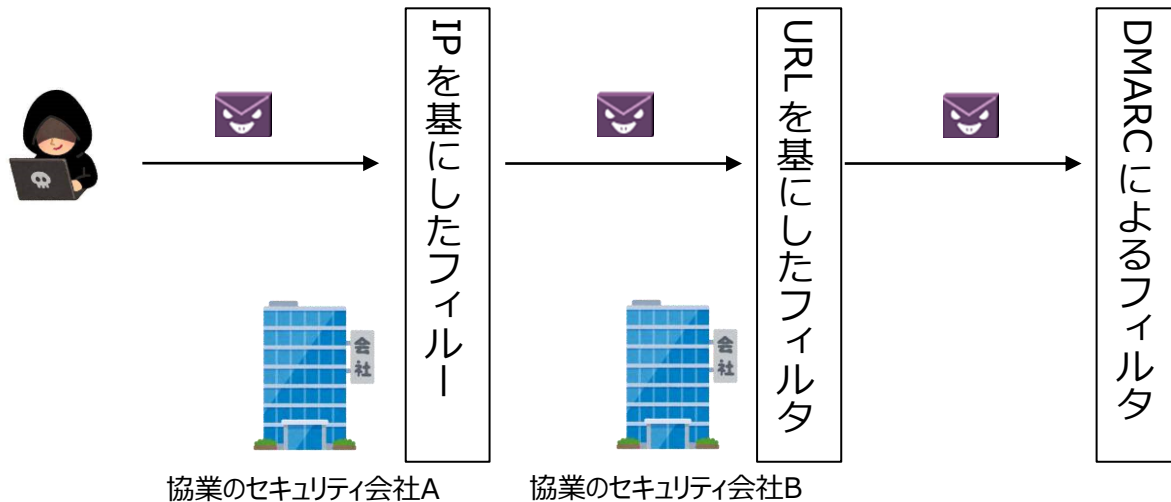 IPを基にしたフィルー
URLを基にしたフィルタ
DMARCによるフィルタ
会社
会社
協業のセキュリティ会社A
協業のセキュリティ会社B